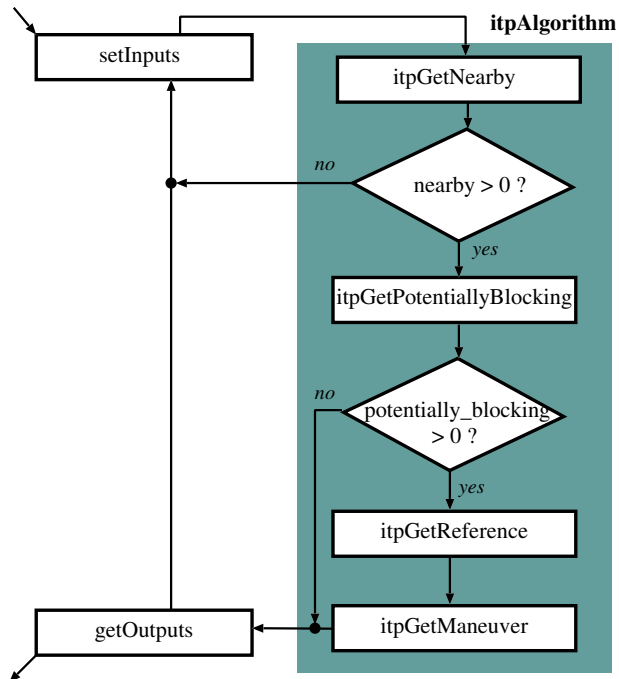 itpAlgorithm
setInputs
itpGetNearby
no
nearby > 0 ?
yes
itpGetPotentiallyBlocking
no
potentially_blocking
> 0 ?
yes
itpGetReference
getOutputs
itpGetManeuver